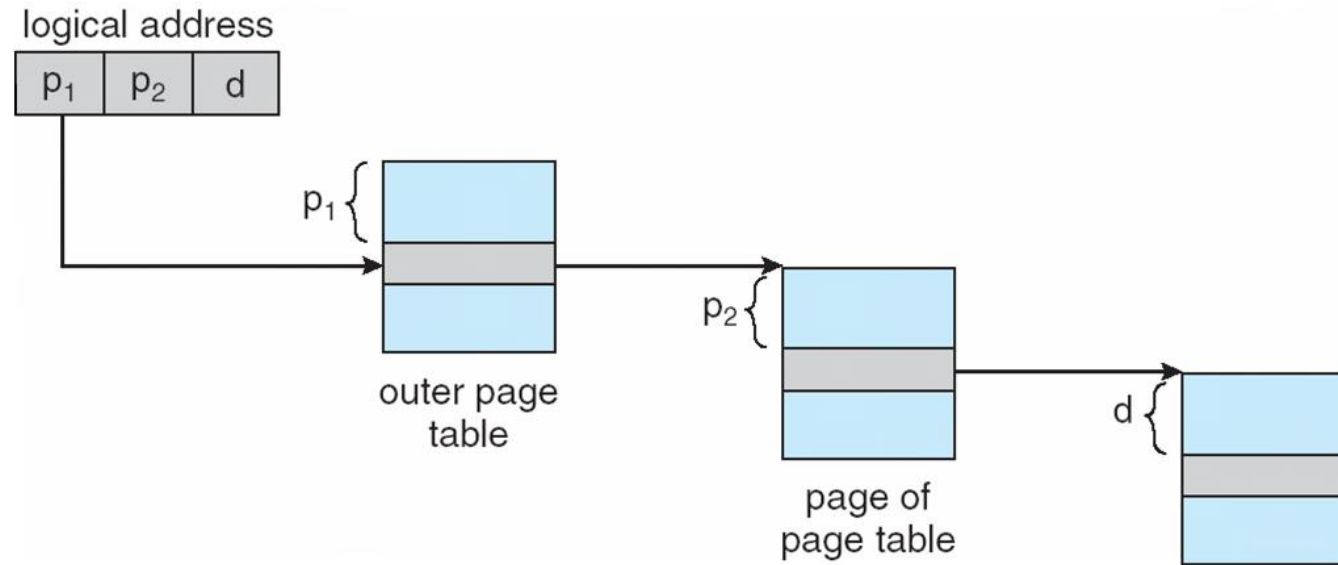 logical address
p₁ p₂ d
p₁
outer page
table
p₂
page of
page table
d